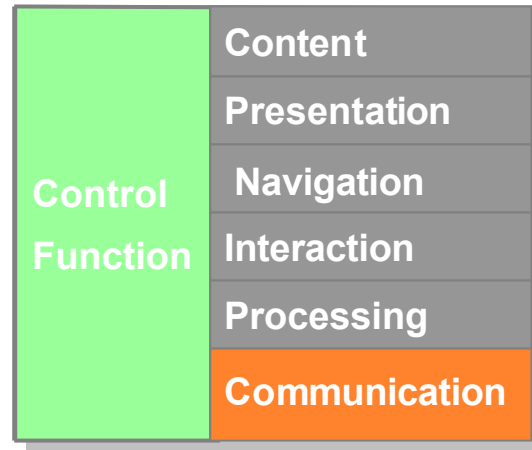 Control
Function
Content
Presentation
Navigation
Interaction
Processing
Communication